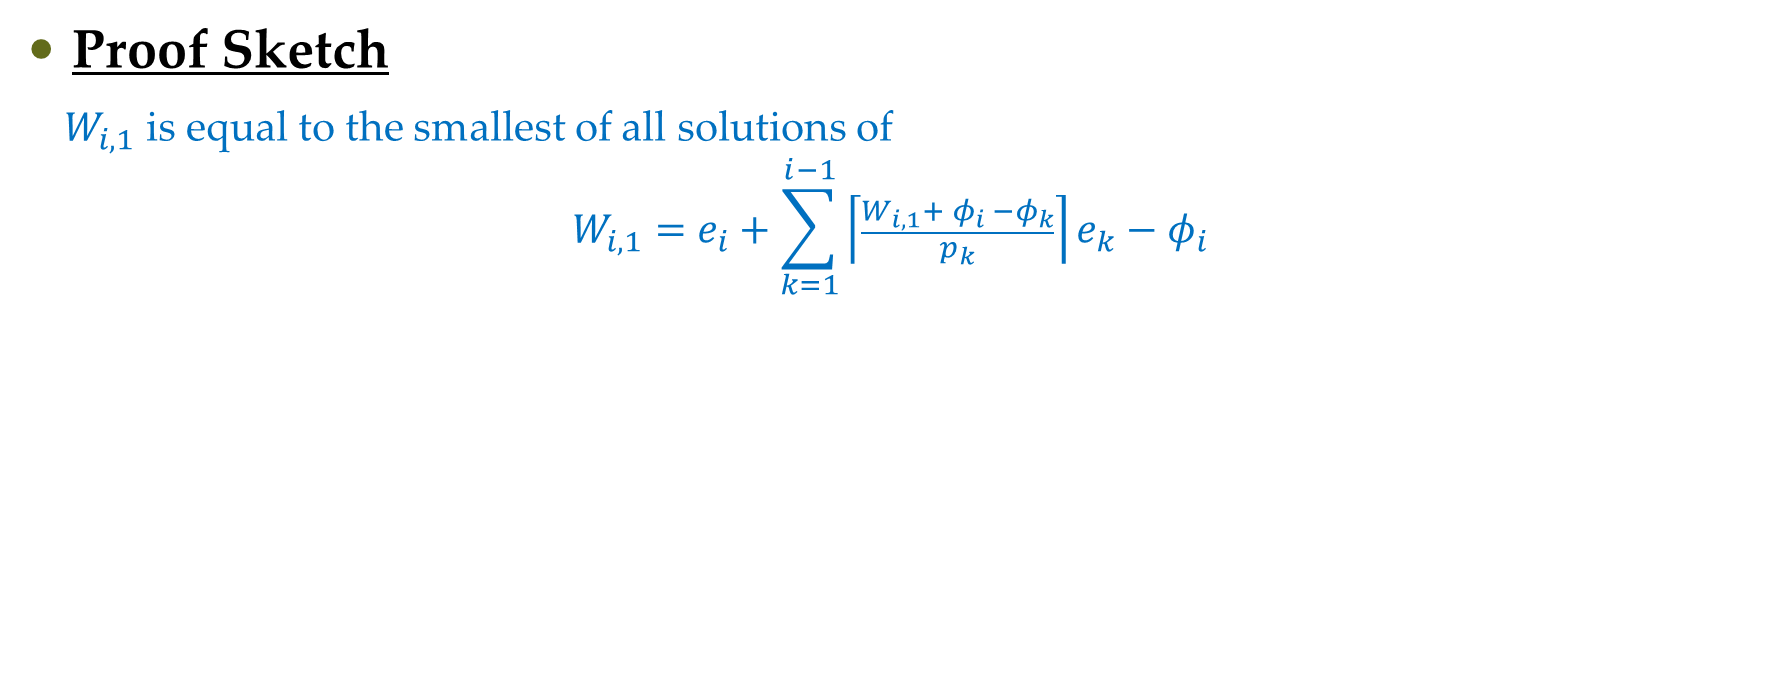 • Proof Sketch
W_{i,1} is equal to the smallest of all solutions of
W_{i,1} = e_i + \sum_{k=1}^{i-1} \left\lceil \frac{W_{i,1} + \phi_i - \phi_k}{p_k} \right\rceil e_k - \phi_i